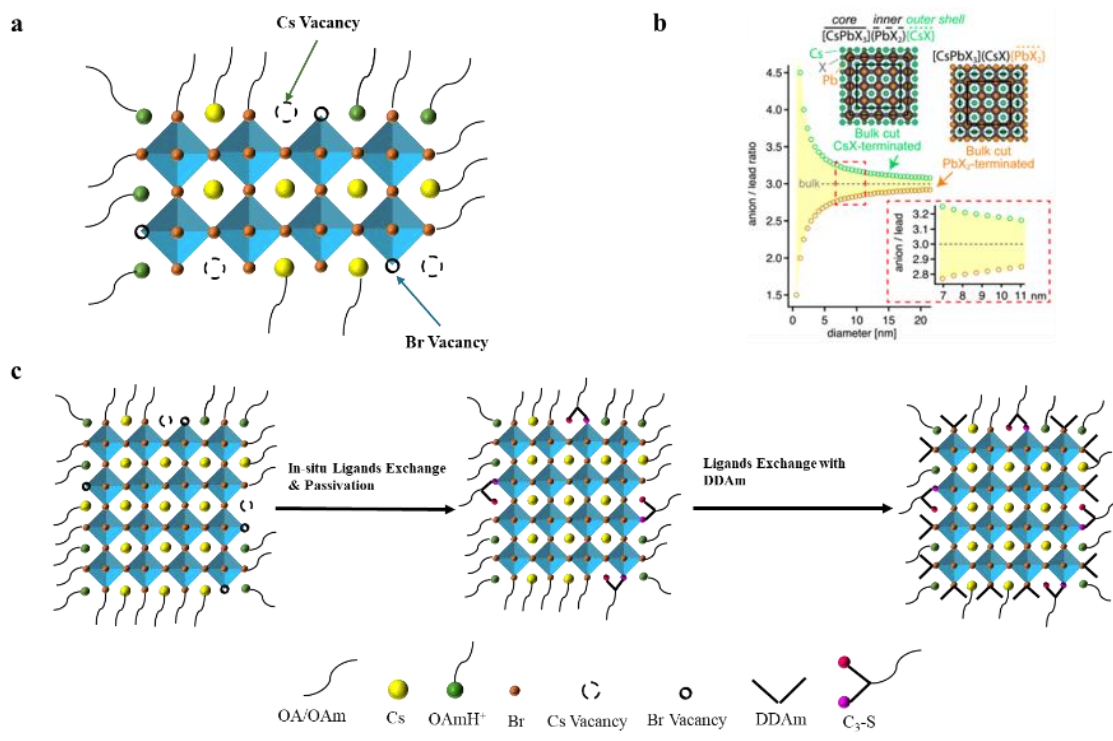 a
Cs Vacancy
Br Vacancy
b
core inner outer shell
[CsPbX₃](PbX₂){CsX}
Cs
X
Pb
[CsPbX₃](CsX){PbX₂}
Bulk cut
CsX-terminated
Bulk cut
PbX₂-terminated
bulk
anion / lead ratio
4.5
4.0
3.5
3.0
2.5
2.0
1.5
0 5 10 15 20
diameter [nm]
anion / lead
3.2
3.0
2.8
7 8 9 10 11 nm
c
In-situ Ligands Exchange
& Passivation
Ligands Exchange with
DDAm
OA/OAm
Cs
OAmH⁺
Br
Cs Vacancy
Br Vacancy
DDAm
C₃-S